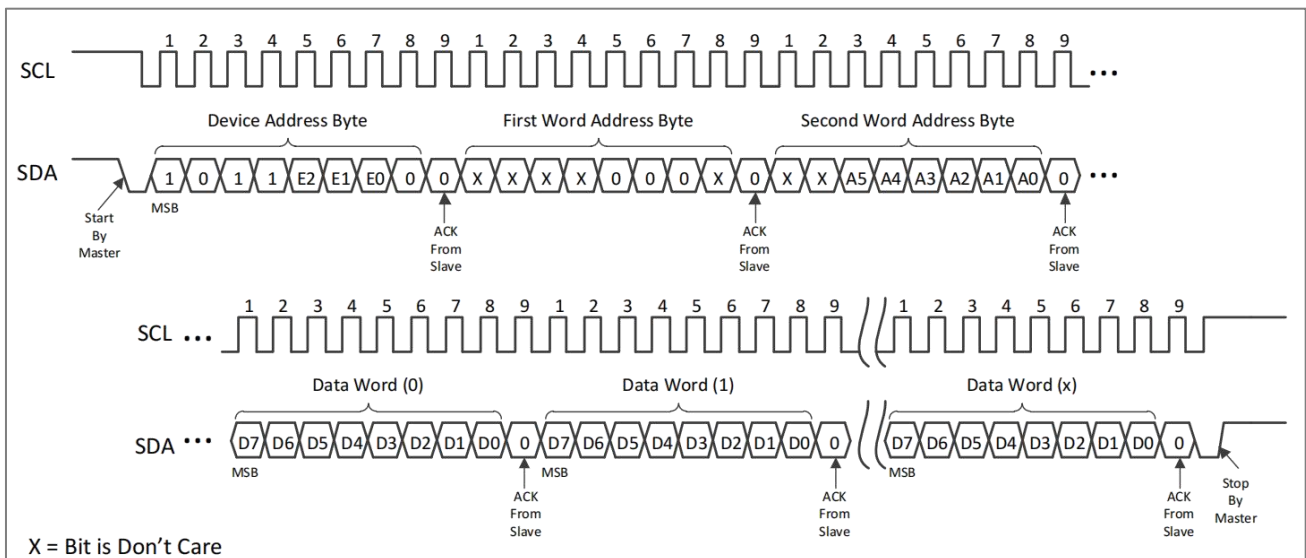 1 2 3 4 5 6 7 8 9 1 2 3 4 5 6 7 8 9 1 2 3 4 5 6 7 8 9
SCL •••
Device Address Byte First Word Address Byte Second Word Address Byte
SDA 1 0 1 1 E2 E1 E0 0 0 X X X X 0 0 0 X 0 X X A5 A4 A3 A2 A1 A0 0 •••
MSB
Start By Master
ACK From Slave
ACK From Slave
ACK From Slave
1 2 3 4 5 6 7 8 9 1 2 3 4 5 6 7 8 9 1 2 3 4 5 6 7 8 9
SCL •••
Data Word (0) Data Word (1) Data Word (x)
SDA ••• D7 D6 D5 D4 D3 D2 D1 D0 0 D7 D6 D5 D4 D3 D2 D1 D0 0 D7 D6 D5 D4 D3 D2 D1 D0 0
MSB MSB MSB
ACK From Slave
ACK From Slave
ACK From Slave
Stop By Master
X = Bit is Don't Care